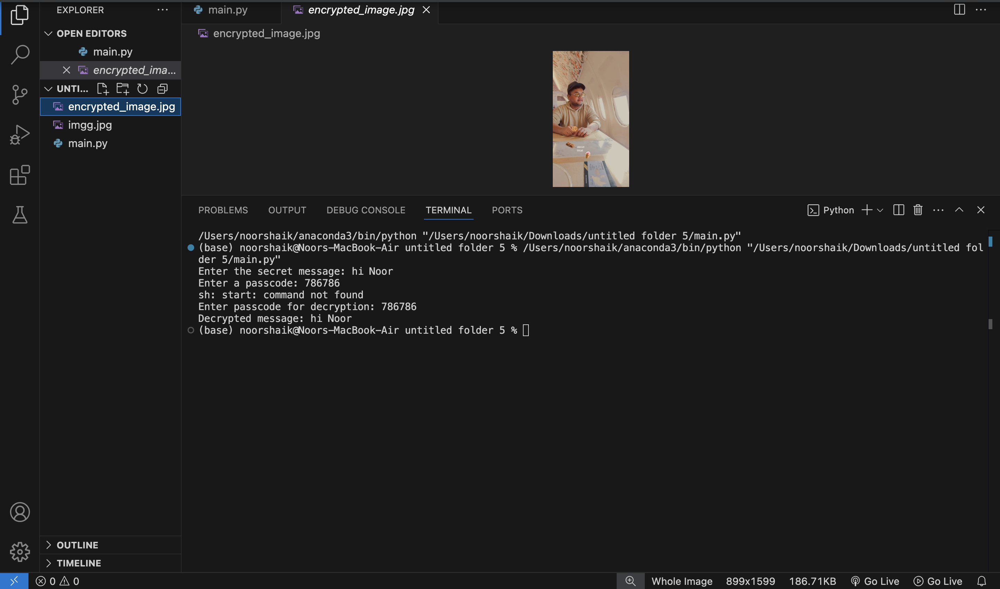 EXPLORER
main.py
encrypted_image.jpg
OPEN EDITORS
main.py
encrypted_ima...
UNTI...
encrypted_image.jpg
imgg.jpg
main.py
OUTLINE
TIMELINE
encrypted_image.jpg
sweet
treat
PROBLEMS OUTPUT DEBUG CONSOLE TERMINAL PORTS
Python
/Users/noorshaik/anaconda3/bin/python "/Users/noorshaik/Downloads/untitled folder 5/main.py"
(base) noorshaik@Noors-MacBook-Air untitled folder 5 % /Users/noorshaik/anaconda3/bin/python "/Users/noorshaik/Downloads/untitled fol
der 5/main.py"
Enter the secret message: hi Noor
Enter a passcode: 786786
sh: start: command not found
Enter passcode for decryption: 786786
Decrypted message: hi Noor
(base) noorshaik@Noors-MacBook-Air untitled folder 5 %
0 0
Whole Image 899x1599 186.71KB Go Live Go Live